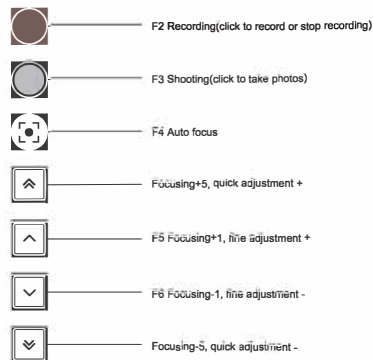 F2 Recording(click to record or stop recording)
F3 Shooting(click to take photos)
F4 Auto focus
Focusing+5, quick adjustment +
F5 Focusing+1, fine adjustment +
F6 Focusing-1, fine adjustment -
Focusing-5, quick adjustment -